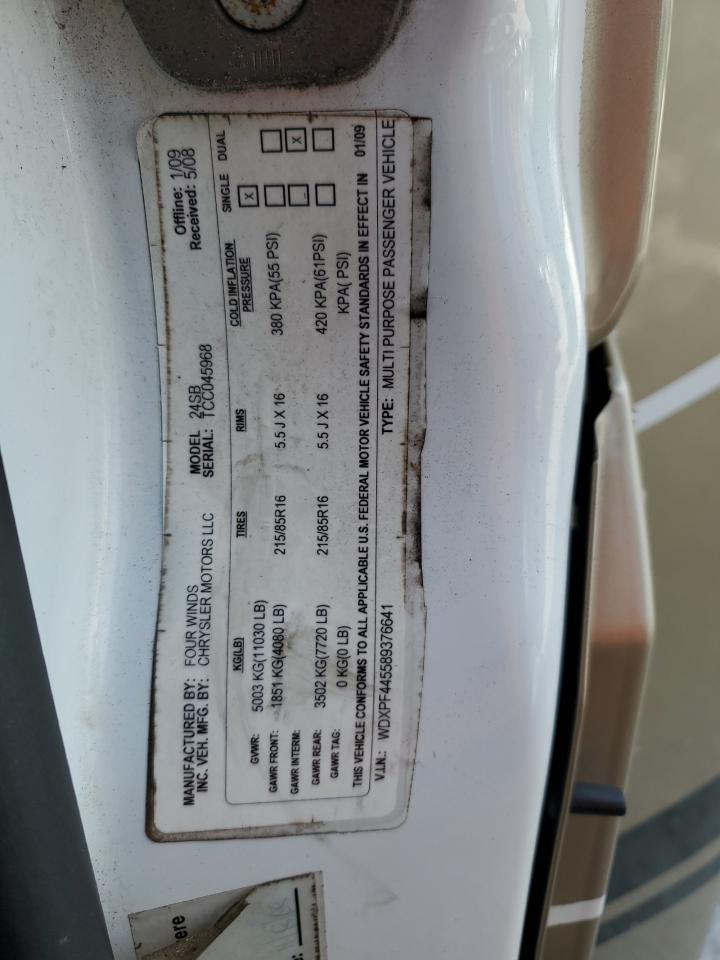 MANUFACTURED BY: FOUR WINDS MODEL 24SB Offline: 1/09
INC. VEH. MFG. BY: CHRYSLER MOTORS LLC SERIAL: TCC045968 Received: 5/08
KG(LB) TIRES RIMS COLD INFLATION PRESSURE SINGLE DUAL
GVWR: 5003 KG(11030 LB) X
GAWR FRONT: 1851 KG(4080 LB) 215/85R16 5.5 J X 16 380 KPA(55 PSI)
GAWR INTERM: X
GAWR REAR: 3502 KG(7720 LB) 215/85R16 5.5 J X 16 420 KPA(61PSI)
GAWR TAG: 0 KG(0 LB) KPA( PSI)
THIS VEHICLE CONFORMS TO ALL APPLICABLE U.S. FEDERAL MOTOR VEHICLE SAFETY STANDARDS IN EFFECT IN 01/09
V.I.N.: WDXPF445589376641 TYPE: MULTI PURPOSE PASSENGER VEHICLE
ere